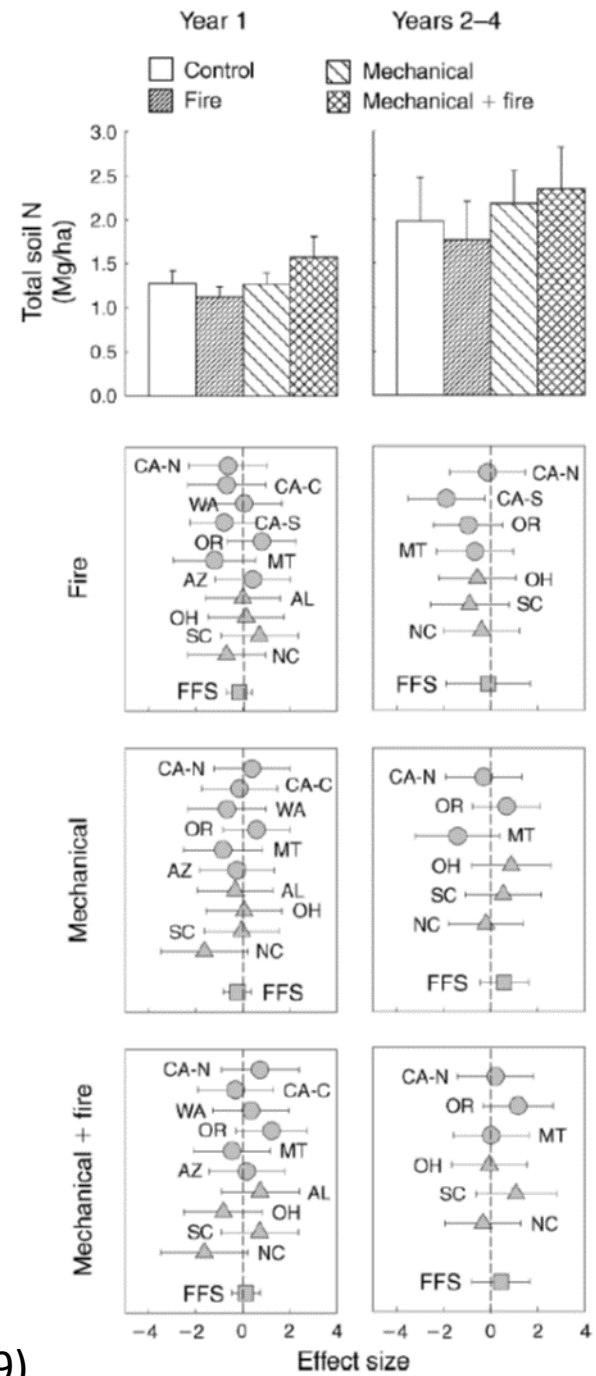 Year 1 Years 2–4
Control Mechanical
Fire Mechanical + fire
Total soil N
(Mg/ha)
3.0
2.5
2.0
1.5
1.0
0.5
0.0
Fire
CA-N
CA-C
WA
CA-S
OR
MT
AZ
AL
OH
SC
NC
FFS
CA-N
CA-S
OR
MT
OH
SC
NC
FFS
Mechanical
CA-N
CA-C
WA
OR
MT
AZ
AL
OH
SC
NC
FFS
CA-N
OR
MT
OH
SC
NC
FFS
Mechanical + fire
CA-N
CA-C
WA
OR
MT
AZ
AL
OH
SC
NC
FFS
CA-N
OR
MT
OH
SC
NC
FFS
−4 −2 0 2 4 −4 −2 0 2 4
Effect size
9)